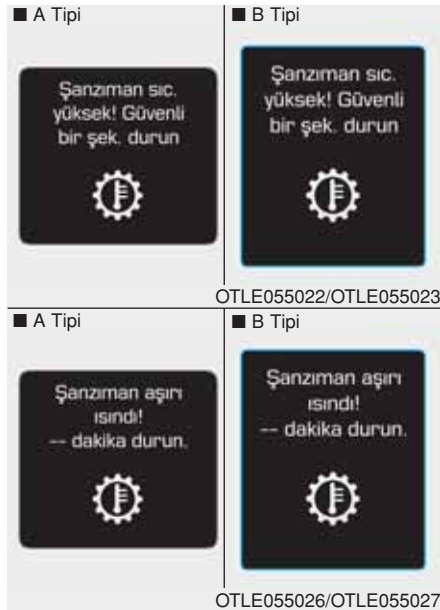 ■ A Tipi
Şanzıman sıc.
yüksek! Güvenli
bir şek. durun
■ B Tipi
Şanzıman sıc.
yüksek! Güvenli
bir şek. durun
OTLE055022/OTLE055023
■ A Tipi
Şanzıman aşırı
ısındı!
-- dakika durun.
■ B Tipi
Şanzıman aşırı
ısındı!
-- dakika durun.
OTLE055026/OTLE055027